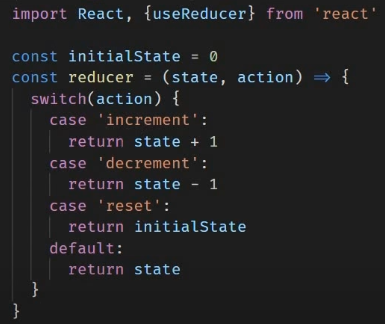 import React, {useReducer} from 'react'

const initialState = 0
const reducer = (state, action) => {
  switch(action) {
    case 'increment':
      return state + 1
    case 'decrement':
      return state - 1
    case 'reset':
      return initialState
    default:
      return state
  }
}